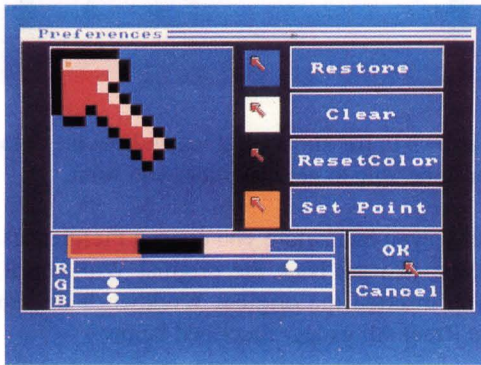 Preferences
Restore
Clear
ResetColor
Set Point
OK
R
G
B
Cancel